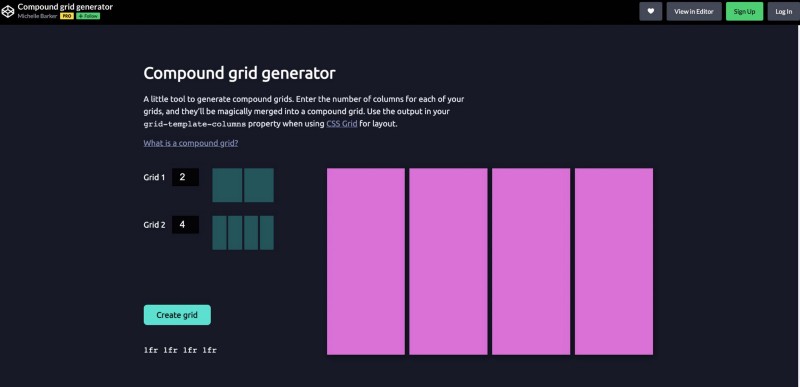 Compound grid generator
Michelle Barker PRO + Follow
View in Editor
Sign Up
Log In
Compound grid generator
A little tool to generate compound grids. Enter the number of columns for each of your
grids, and they'll be magically merged into a compound grid. Use the output in your
grid-template-columns property when using CSS Grid for layout.
What is a compound grid?
Grid 1 2
Grid 2 4
Create grid
1fr 1fr 1fr 1fr